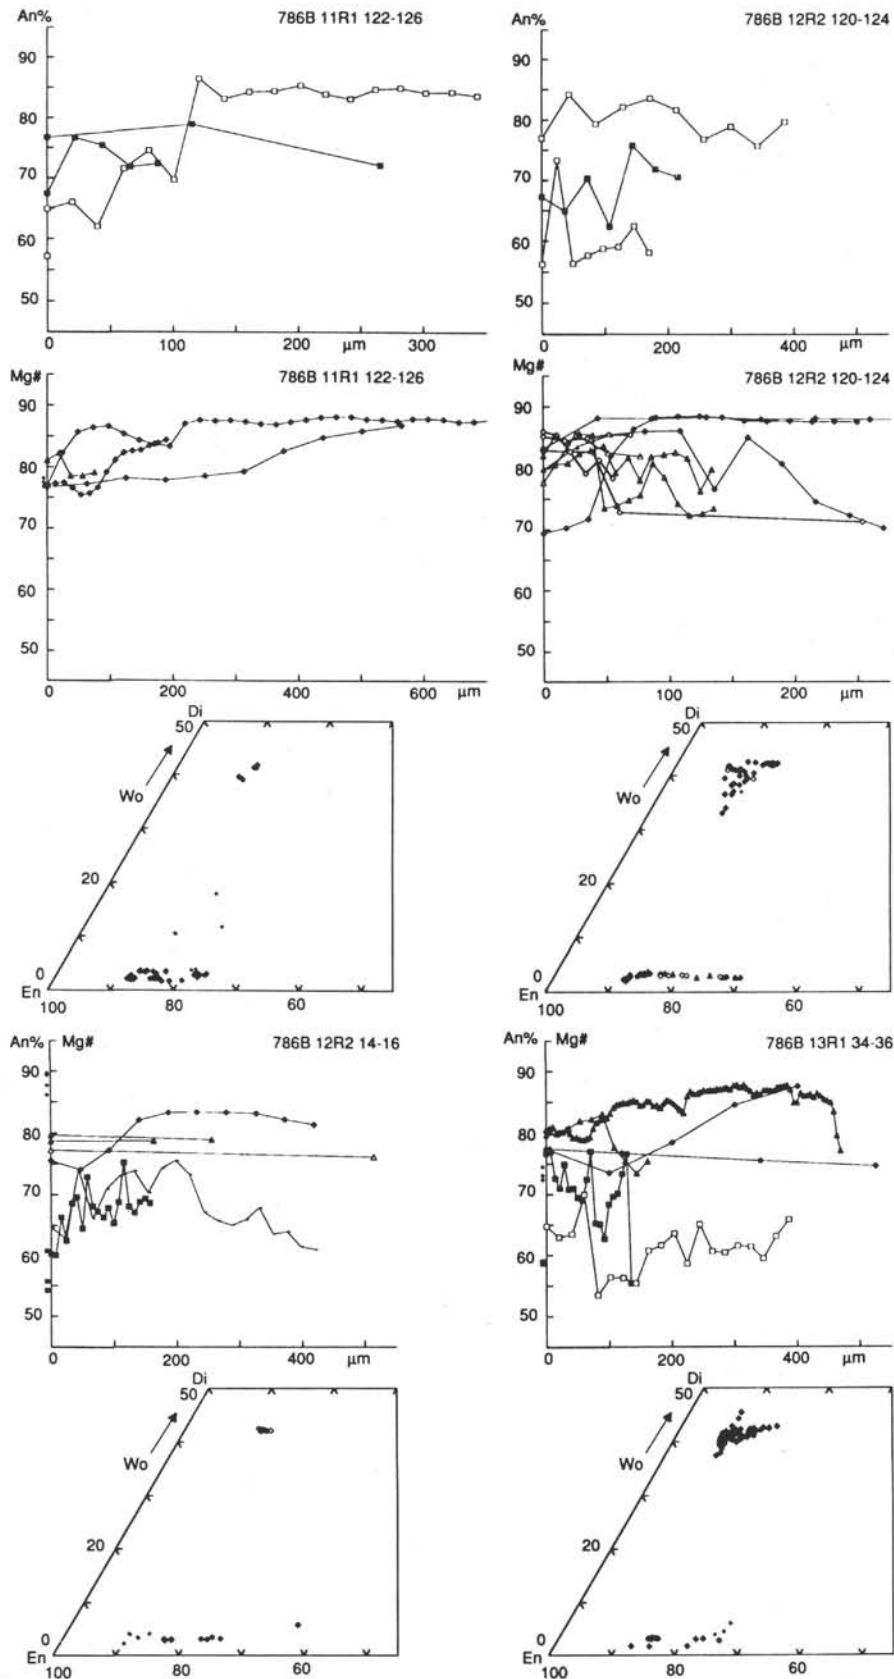 An% 786B 11R1 122-126
90
80
70
60
50
0 100 200 μm 300
An% 786B 12R2 120-124
90
80
70
60
50
0 200 μm 400
Mg# 786B 11R1 122-126
90
80
70
60
50
0 200 400 600 μm
Mg# 786B 12R2 120-124
90
80
70
60
50
0 100 μm 200
Di
50
Wo
20
0
En
100 80 60
Di
50
Wo
20
0
En
100 80 60
An% Mg# 786B 12R2 14-16
90
80
70
60
50
0 200 400 μm
An% Mg# 786B 13R1 34-36
90
80
70
60
50
0 200 400 μm
Di
50
Wo
20
0
En
100 80 60
Di
50
Wo
20
0
En
100 80 60